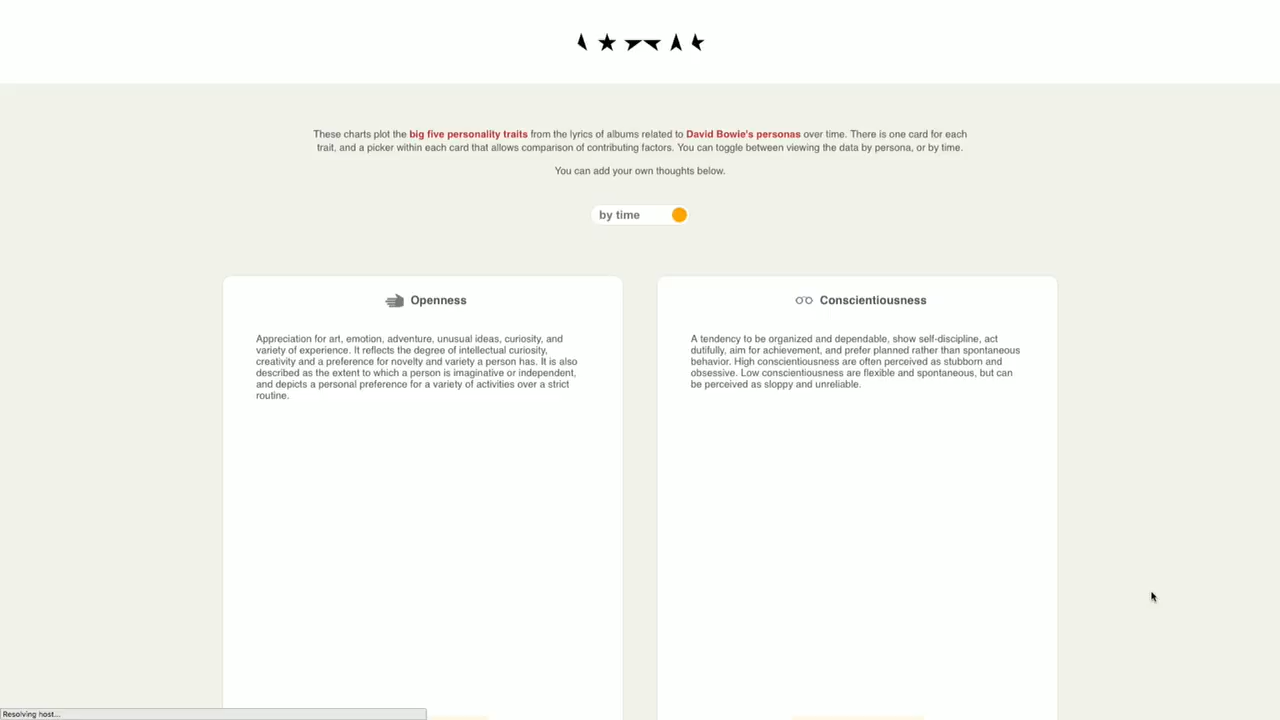 These charts plot the big five personality traits from the lyrics of albums related to David Bowie's personas over time. There is one card for each
trait, and a picker within each card that allows comparison of contributing factors. You can toggle between viewing the data by persona, or by time.
You can add your own thoughts below.
by time
Openness
Appreciation for art, emotion, adventure, unusual ideas, curiosity, and
variety of experience. It reflects the degree of intellectual curiosity,
creativity and a preference for novelty and variety a person has. It is also
described as the extent to which a person is imaginative or independent,
and depicts a personal preference for a variety of activities over a strict
routine.
Conscientiousness
A tendency to be organized and dependable, show self-discipline, act
dutifully, aim for achievement, and prefer planned rather than spontaneous
behavior. High conscientiousness are often perceived as stubborn and
obsessive. Low conscientiousness are flexible and spontaneous, but can
be perceived as sloppy and unreliable.
Resolving host...